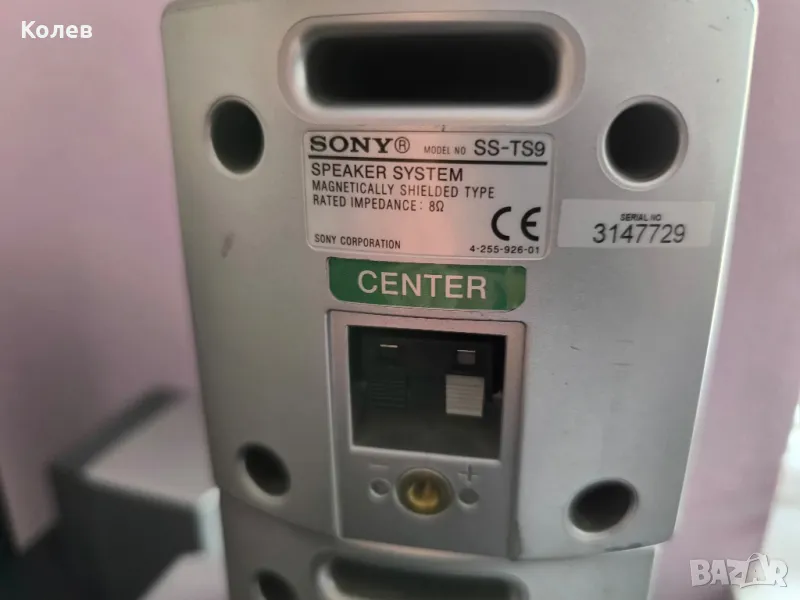 Колев
SONY® MODEL NO SS-TS9
SPEAKER SYSTEM
MAGNETICALLY SHIELDED TYPE
RATED IMPEDANCE: 8Ω
CE
SONY CORPORATION 4-255-926-01
SERIAL NO
3147729
CENTER
− +
BAZAR